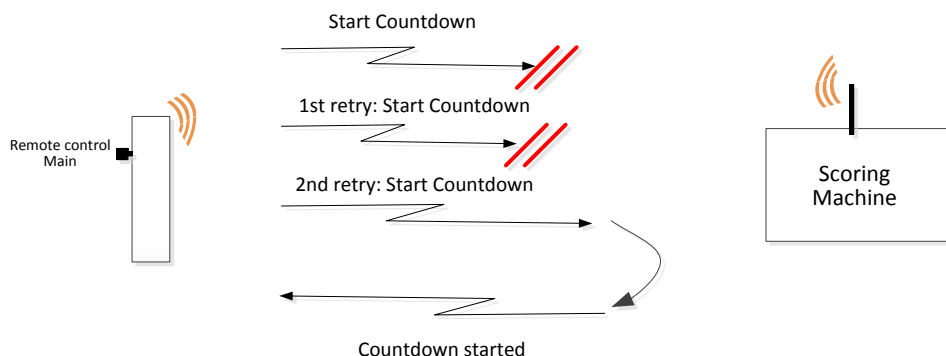 Start Countdown
1st retry: Start Countdown
Remote control
Main
2nd retry: Start Countdown
Scoring
Machine
Countdown started